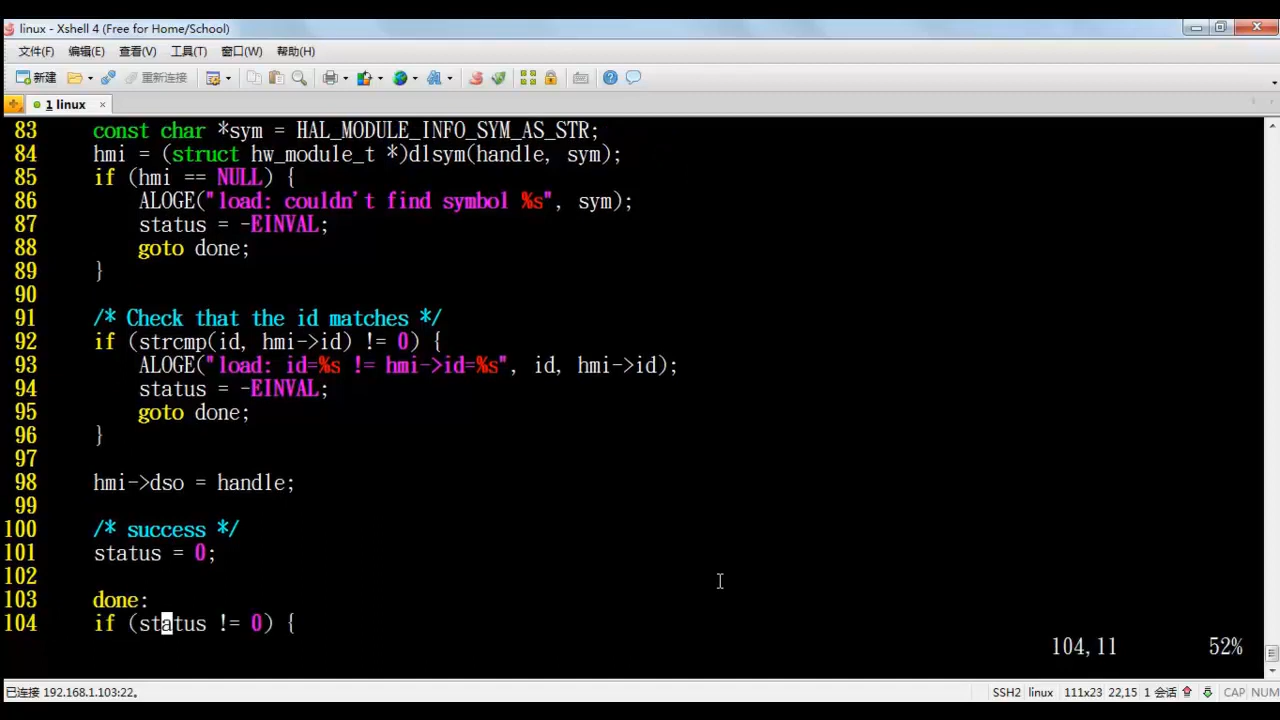 linux - Xshell 4 (Free for Home/School)
文件(F) 编辑(E) 查看(V) 工具(T) 窗口(W) 帮助(H)
新建 重新连接
1 linux
83 const char *sym = HAL_MODULE_INFO_SYM_AS_STR;
84 hmi = (struct hw_module_t *)dlsym(handle, sym);
85 if (hmi == NULL) {
86 ALOGE("load: couldn't find symbol %s", sym);
87 status = -EINVAL;
88 goto done;
89 }
90
91 /* Check that the id matches */
92 if (strcmp(id, hmi->id) != 0) {
93 ALOGE("load: id=%s != hmi->id=%s", id, hmi->id);
94 status = -EINVAL;
95 goto done;
96 }
97
98 hmi->dso = handle;
99
100 /* success */
101 status = 0;
102
103 done:
104 if (status != 0) {
104,11 52%
已连接 192.168.1.103:22。 SSH2 linux 111x23 22,15 1 会话 CAP NUM